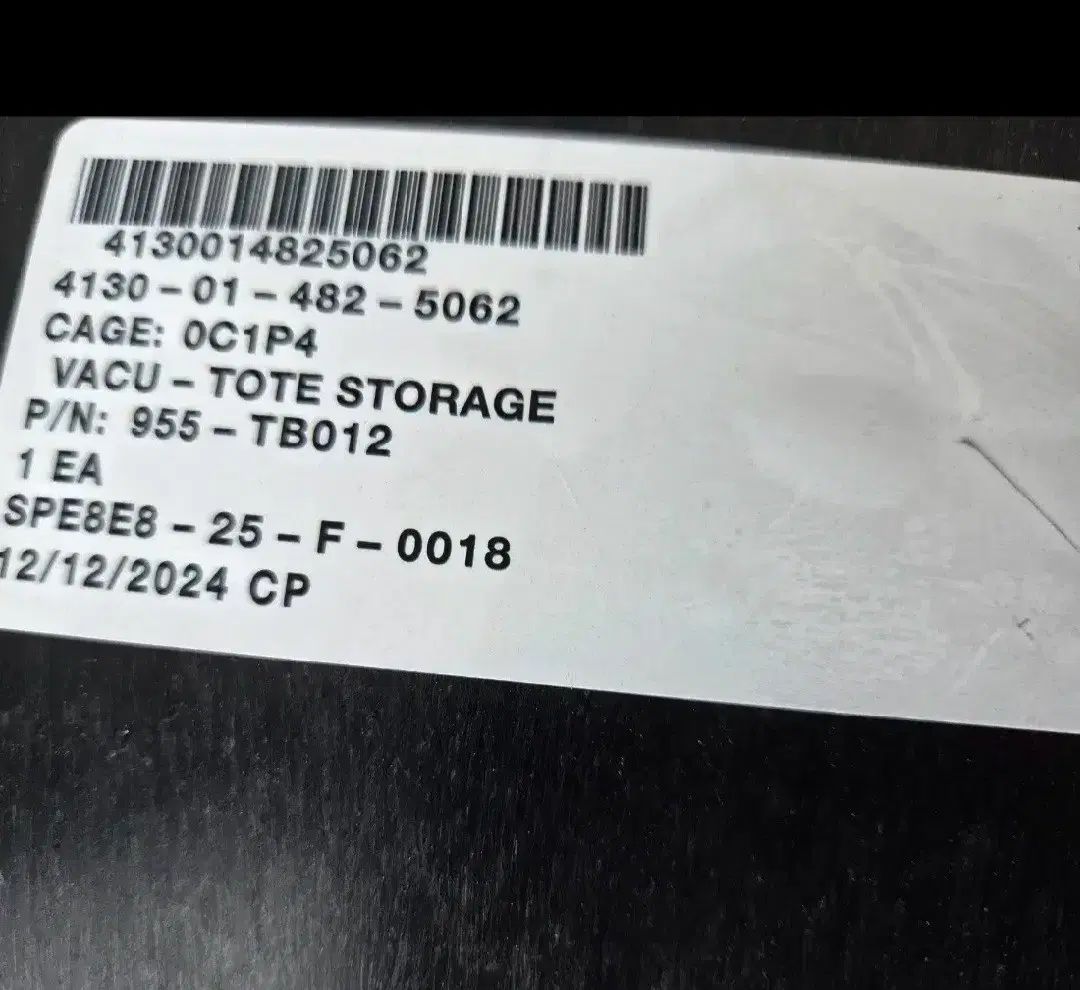 4130014825062
4130-01-482-5062
CAGE: 0C1P4
VACU-TOTE STORAGE
P/N: 955-TB012
1 EA
SPE8E8-25-F-0018
12/12/2024 CP